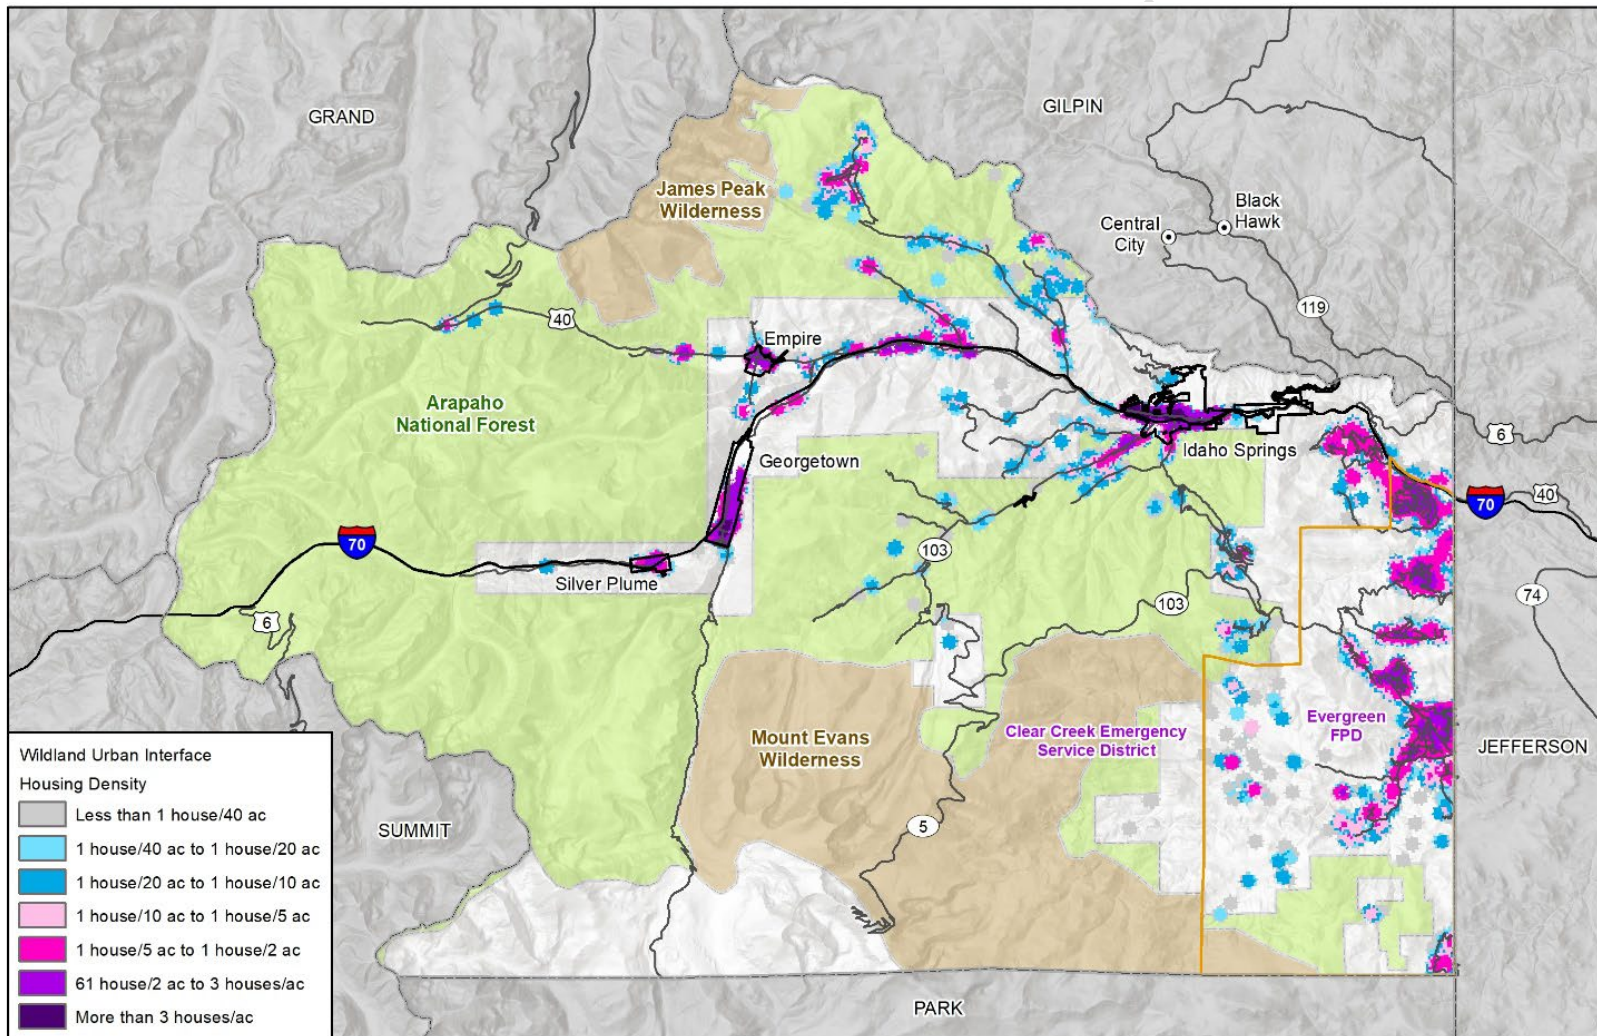 GRAND
GILPIN
James Peak
Wilderness
Black
Hawk
Central
City
119
40
Empire
Arapaho
National Forest
6
Georgetown
Idaho Springs
70
40
70
103
Silver Plume
103
74
6
Mount Evans
Wilderness
Clear Creek Emergency
Service District
Evergreen
FPD
JEFFERSON
5
SUMMIT
PARK
Wildland Urban Interface
Housing Density
Less than 1 house/40 ac
1 house/40 ac to 1 house/20 ac
1 house/20 ac to 1 house/10 ac
1 house/10 ac to 1 house/5 ac
1 house/5 ac to 1 house/2 ac
61 house/2 ac to 3 houses/ac
More than 3 houses/ac